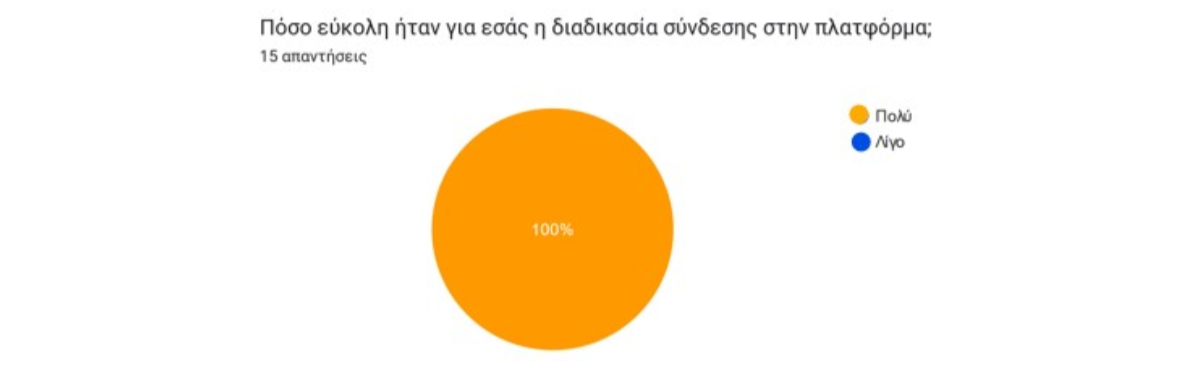 Πόσο εύκολη ήταν για εσάς η διαδικασία σύνδεσης στην πλατφόρμα;
15 απαντήσεις
Πολύ
Λίγο
100%